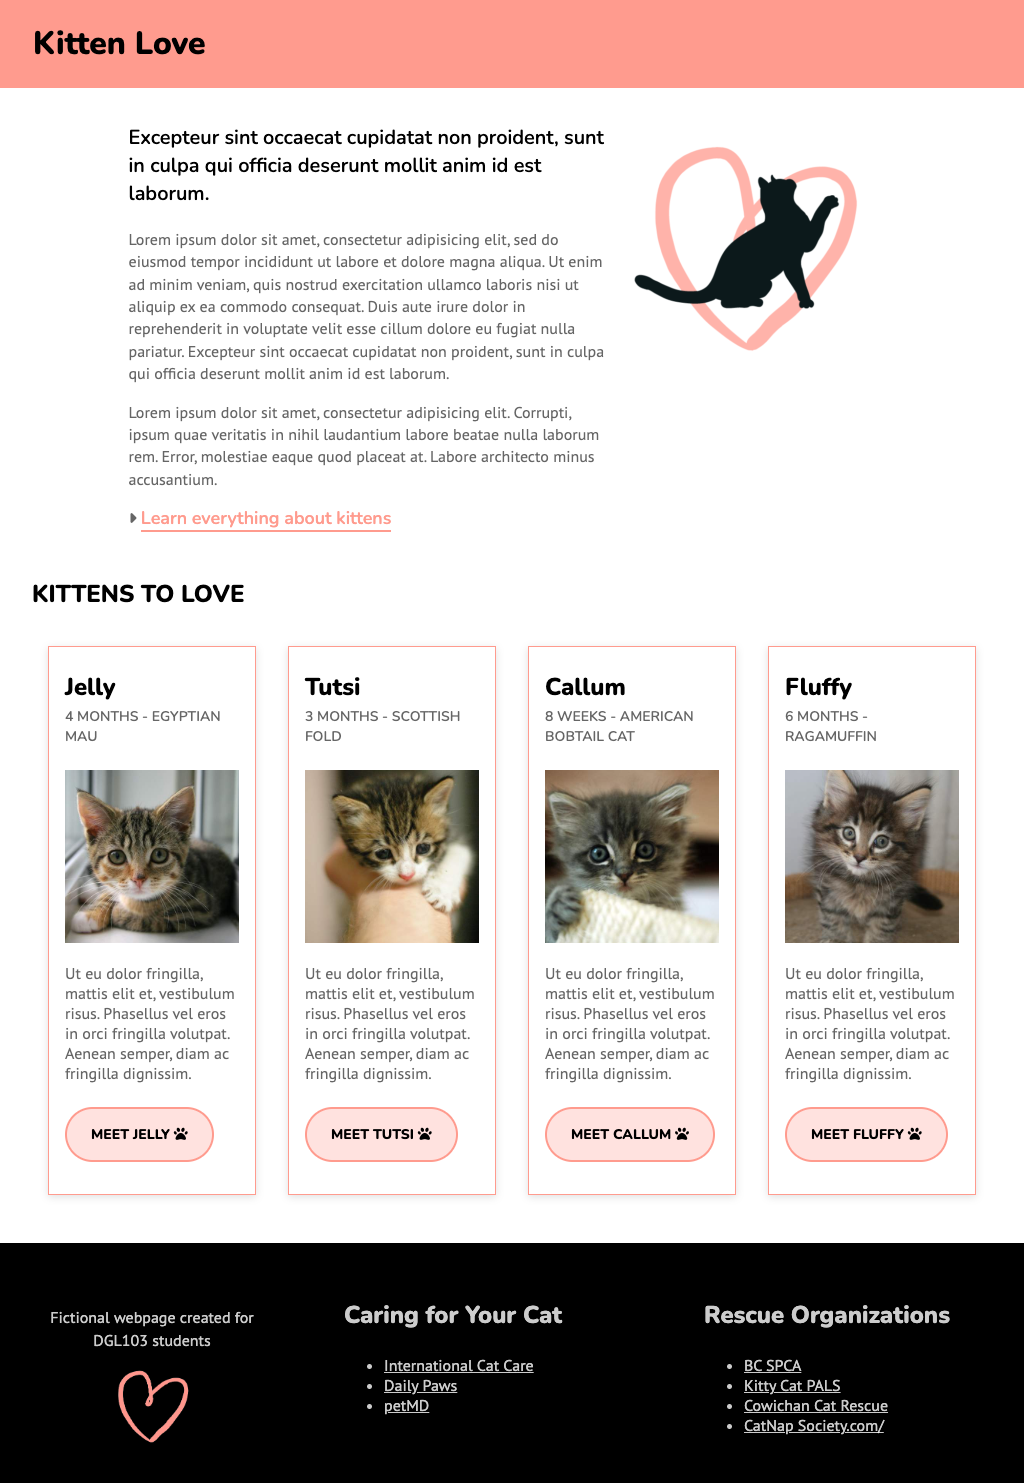 Kitten Love
Excepteur sint occaecat cupidatat non proident, sunt
in culpa qui officia deserunt mollit anim id est
laborum.
Lorem ipsum dolor sit amet, consectetur adipisicing elit, sed do
eiusmod tempor incididunt ut labore et dolore magna aliqua. Ut enim
ad minim veniam, quis nostrud exercitation ullamco laboris nisi ut
aliquip ex ea commodo consequat. Duis aute irure dolor in
reprehenderit in voluptate velit esse cillum dolore eu fugiat nulla
pariatur. Excepteur sint occaecat cupidatat non proident, sunt in culpa
qui officia deserunt mollit anim id est laborum.
Lorem ipsum dolor sit amet, consectetur adipisicing elit. Corrupti,
ipsum quae veritatis in nihil laudantium labore beatae nulla laborum
rem. Error, molestiae eaque quod placeat at. Labore architecto minus
accusantium.
Learn everything about kittens
KITTENS TO LOVE
Jelly
4 MONTHS - EGYPTIAN
MAU
Ut eu dolor fringilla,
mattis elit et, vestibulum
risus. Phasellus vel eros
in orci fringilla volutpat.
Aenean semper, diam ac
fringilla dignissim.
MEET JELLY
Tutsi
3 MONTHS - SCOTTISH
FOLD
Ut eu dolor fringilla,
mattis elit et, vestibulum
risus. Phasellus vel eros
in orci fringilla volutpat.
Aenean semper, diam ac
fringilla dignissim.
MEET TUTSI
Callum
8 WEEKS - AMERICAN
BOBTAIL CAT
Ut eu dolor fringilla,
mattis elit et, vestibulum
risus. Phasellus vel eros
in orci fringilla volutpat.
Aenean semper, diam ac
fringilla dignissim.
MEET CALLUM
Fluffy
6 MONTHS -
RAGAMUFFIN
Ut eu dolor fringilla,
mattis elit et, vestibulum
risus. Phasellus vel eros
in orci fringilla volutpat.
Aenean semper, diam ac
fringilla dignissim.
MEET FLUFFY
Fictional webpage created for
DGL103 students
Caring for Your Cat
International Cat Care
Daily Paws
petMD
Rescue Organizations
BC SPCA
Kitty Cat PALS
Cowichan Cat Rescue
CatNap Society.com/